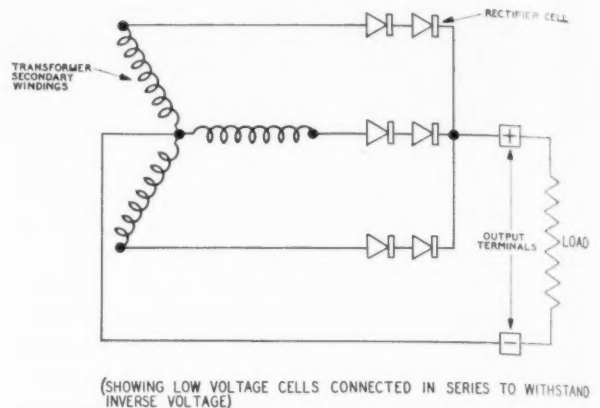 RECTIFIER CELL
TRANSFORMER
SECONDARY
WINDINGS
+
OUTPUT
TERMINALS
LOAD
−
(SHOWING LOW VOLTAGE CELLS CONNECTED IN SERIES TO WITHSTAND
INVERSE VOLTAGE)